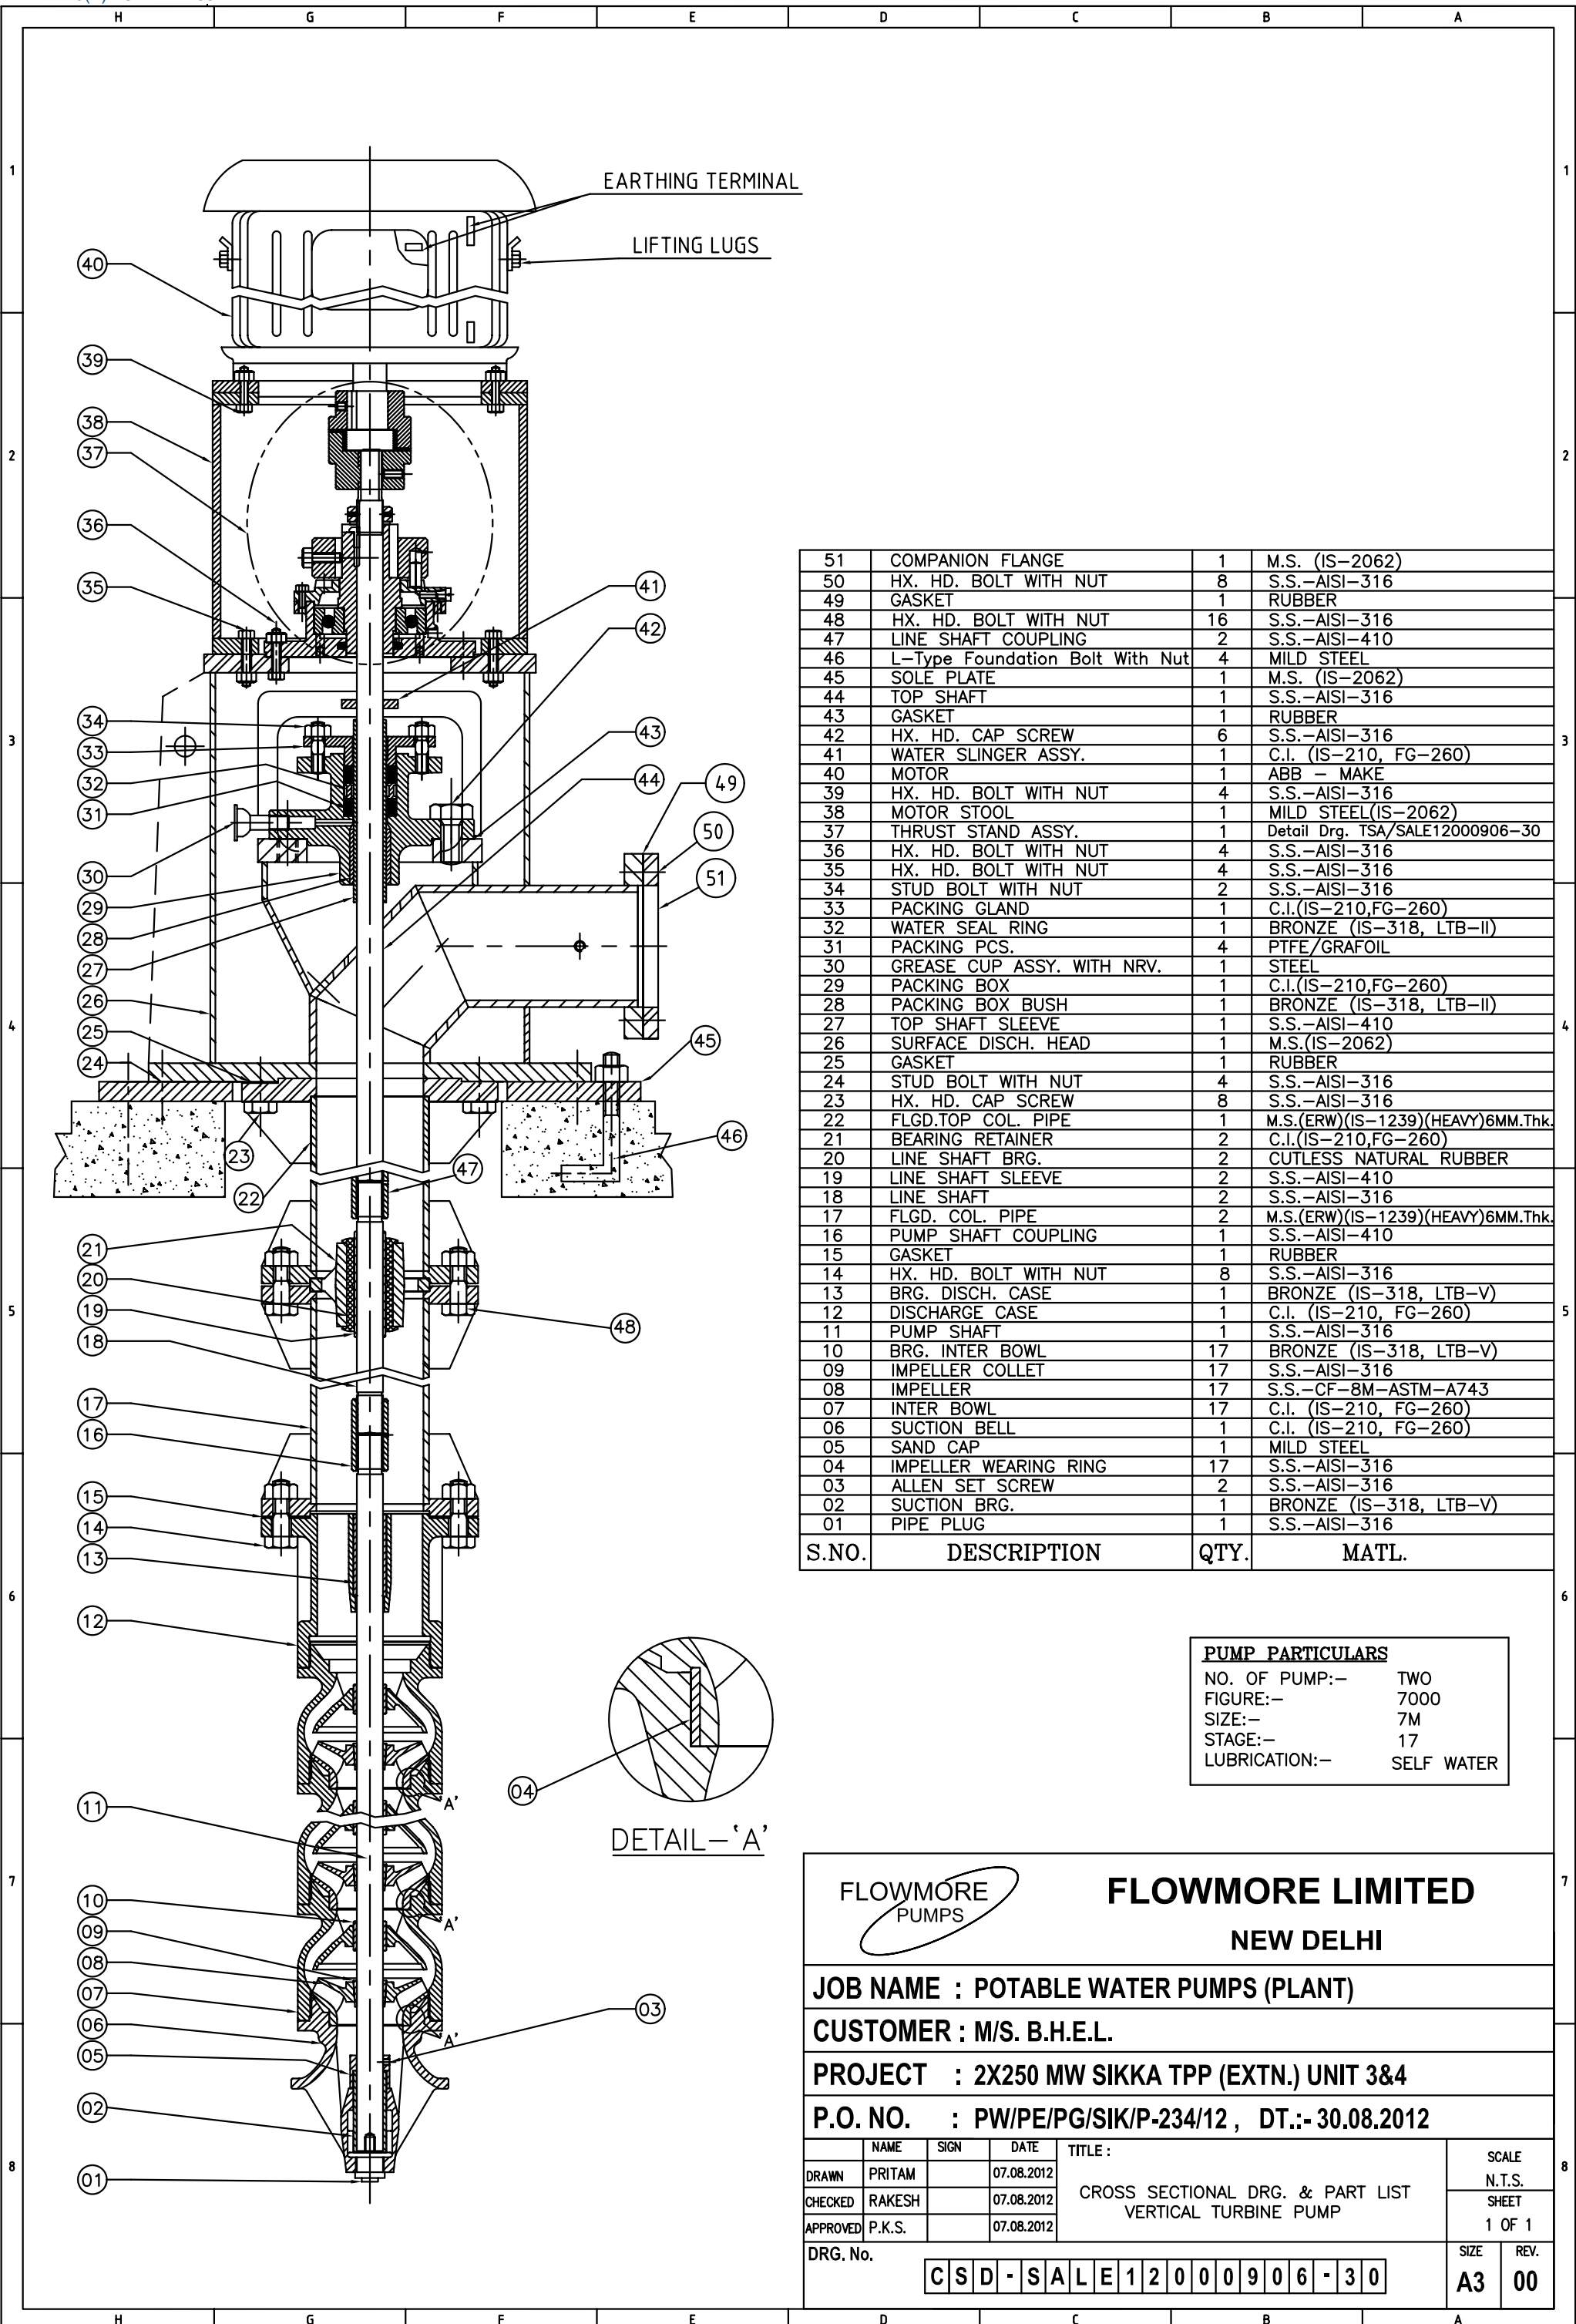 H G F E D C B A
1 1
EARTHING TERMINAL
LIFTING LUGS
40
39
2 2
38
37
36
35
41
42
34
33
32
31
43
44
49
50
51
3 3
30
29
28
27
26
25
24
45
4 4
23
22
46
47
21
20
19
18
48
5 5
17
16
15
14
13
12
6 6
04
DETAIL-'A'
11
'A'
7 7
10
09
08
07
06
05
'A'
'A'
03
02
01
8 8
51 COMPANION FLANGE 1 M.S. (IS-2062)
50 HX. HD. BOLT WITH NUT 8 S.S.-AISI-316
49 GASKET 1 RUBBER
48 HX. HD. BOLT WITH NUT 16 S.S.-AISI-316
47 LINE SHAFT COUPLING 2 S.S.-AISI-410
46 L-Type Foundation Bolt With Nut 4 MILD STEEL
45 SOLE PLATE 1 M.S. (IS-2062)
44 TOP SHAFT 1 S.S.-AISI-316
43 GASKET 1 RUBBER
42 HX. HD. CAP SCREW 6 S.S.-AISI-316
41 WATER SLINGER ASSY. 1 C.I. (IS-210, FG-260)
40 MOTOR 1 ABB - MAKE
39 HX. HD. BOLT WITH NUT 4 S.S.-AISI-316
38 MOTOR STOOL 1 MILD STEEL(IS-2062)
37 THRUST STAND ASSY. 1 Detail Drg. TSA/SALE12000906-30
36 HX. HD. BOLT WITH NUT 4 S.S.-AISI-316
35 HX. HD. BOLT WITH NUT 4 S.S.-AISI-316
34 STUD BOLT WITH NUT 2 S.S.-AISI-316
33 PACKING GLAND 1 C.I.(IS-210,FG-260)
32 WATER SEAL RING 1 BRONZE (IS-318, LTB-II)
31 PACKING PCS. 4 PTFE/GRAFOIL
30 GREASE CUP ASSY. WITH NRV. 1 STEEL
29 PACKING BOX 1 C.I.(IS-210,FG-260)
28 PACKING BOX BUSH 1 BRONZE (IS-318, LTB-II)
27 TOP SHAFT SLEEVE 1 S.S.-AISI-410
26 SURFACE DISCH. HEAD 1 M.S.(IS-2062)
25 GASKET 1 RUBBER
24 STUD BOLT WITH NUT 4 S.S.-AISI-316
23 HX. HD. CAP SCREW 8 S.S.-AISI-316
22 FLGD.TOP COL. PIPE 1 M.S.(ERW)(IS-1239)(HEAVY)6MM.Thk.
21 BEARING RETAINER 2 C.I.(IS-210,FG-260)
20 LINE SHAFT BRG. 2 CUTLESS NATURAL RUBBER
19 LINE SHAFT SLEEVE 2 S.S.-AISI-410
18 LINE SHAFT 2 S.S.-AISI-316
17 FLGD. COL. PIPE 2 M.S.(ERW)(IS-1239)(HEAVY)6MM.Thk.
16 PUMP SHAFT COUPLING 1 S.S.-AISI-410
15 GASKET 1 RUBBER
14 HX. HD. BOLT WITH NUT 8 S.S.-AISI-316
13 BRG. DISCH. CASE 1 BRONZE (IS-318, LTB-V)
12 DISCHARGE CASE 1 C.I. (IS-210, FG-260)
11 PUMP SHAFT 1 S.S.-AISI-316
10 BRG. INTER BOWL 17 BRONZE (IS-318, LTB-V)
09 IMPELLER COLLET 17 S.S.-AISI-316
08 IMPELLER 17 S.S.-CF-8M-ASTM-A743
07 INTER BOWL 17 C.I. (IS-210, FG-260)
06 SUCTION BELL 1 C.I. (IS-210, FG-260)
05 SAND CAP 1 MILD STEEL
04 IMPELLER WEARING RING 17 S.S.-AISI-316
03 ALLEN SET SCREW 2 S.S.-AISI-316
02 SUCTION BRG. 1 BRONZE (IS-318, LTB-V)
01 PIPE PLUG 1 S.S.-AISI-316
S.NO. DESCRIPTION QTY. MATL.
PUMP PARTICULARS
NO. OF PUMP:- TWO
FIGURE:- 7000
SIZE:- 7M
STAGE:- 17
LUBRICATION:- SELF WATER
FLOWMORE
PUMPS
FLOWMORE LIMITED
NEW DELHI
JOB NAME : POTABLE WATER PUMPS (PLANT)
CUSTOMER : M/S. B.H.E.L.
PROJECT : 2X250 MW SIKKA TPP (EXTN.) UNIT 3&4
P.O. NO. : PW/PE/PG/SIK/P-234/12 , DT.:- 30.08.2012
NAME SIGN DATE
DRAWN PRITAM 07.08.2012
CHECKED RAKESH 07.08.2012
APPROVED P.K.S. 07.08.2012
TITLE :
CROSS SECTIONAL DRG. & PART LIST
VERTICAL TURBINE PUMP
SCALE
N.T.S.
SHEET
1 OF 1
DRG. No.
CSD-SALE12000906-30
SIZE
A3
REV.
00
H G F E D C B A